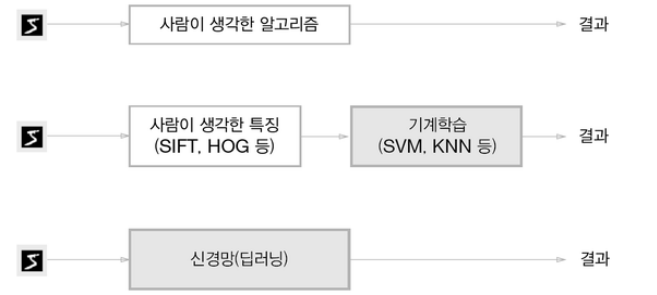 사람이 생각한 알고리즘
결과
사람이 생각한 특징
(SIFT, HOG 등)
기계학습
(SVM, KNN 등)
결과
신경망(딥러닝)
결과